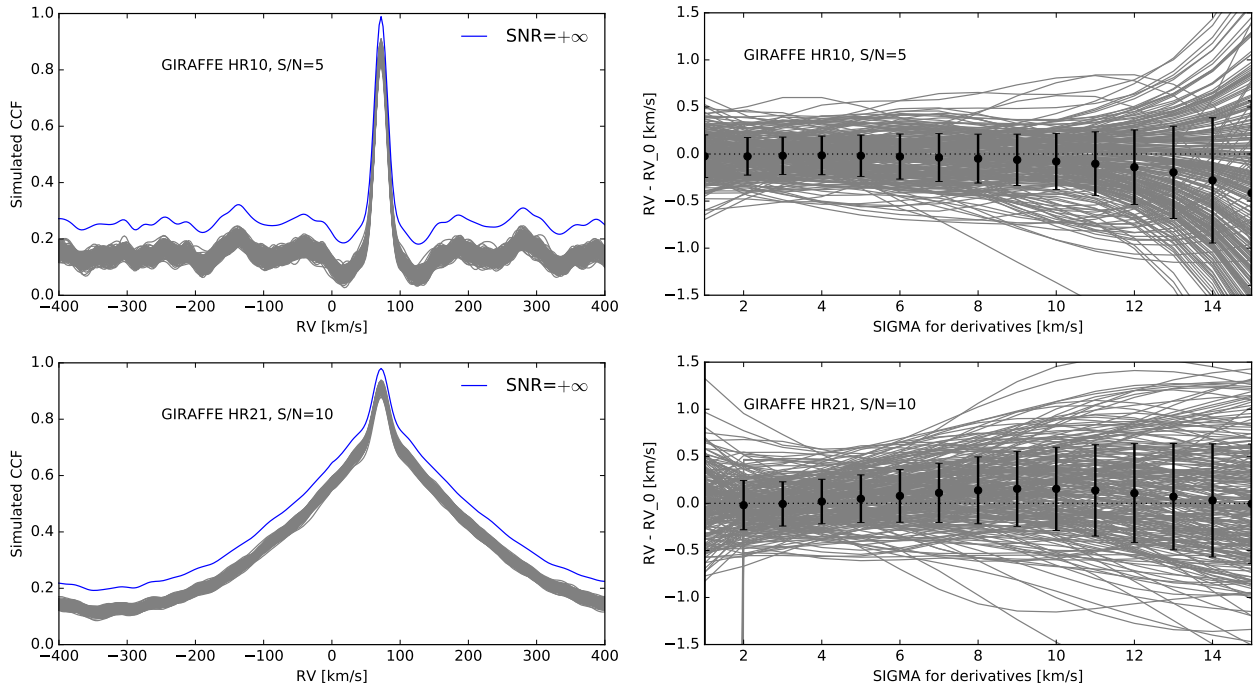 1.0
0.8
0.6
0.4
0.2
0.0
Simulated CCF
GIRAFFE HR10, S/N=5
SNR=+∞
−400 −300 −200 −100 0 100 200 300 400
RV [km/s]
1.5
1.0
0.5
0.0
−0.5
−1.0
−1.5
RV - RV_0 [km/s]
GIRAFFE HR10, S/N=5
2 4 6 8 10 12 14
SIGMA for derivatives [km/s]
1.0
0.8
0.6
0.4
0.2
0.0
Simulated CCF
GIRAFFE HR21, S/N=10
SNR=+∞
−400 −300 −200 −100 0 100 200 300 400
RV [km/s]
1.5
1.0
0.5
0.0
−0.5
−1.0
−1.5
RV - RV_0 [km/s]
GIRAFFE HR21, S/N=10
2 4 6 8 10 12 14
SIGMA for derivatives [km/s]